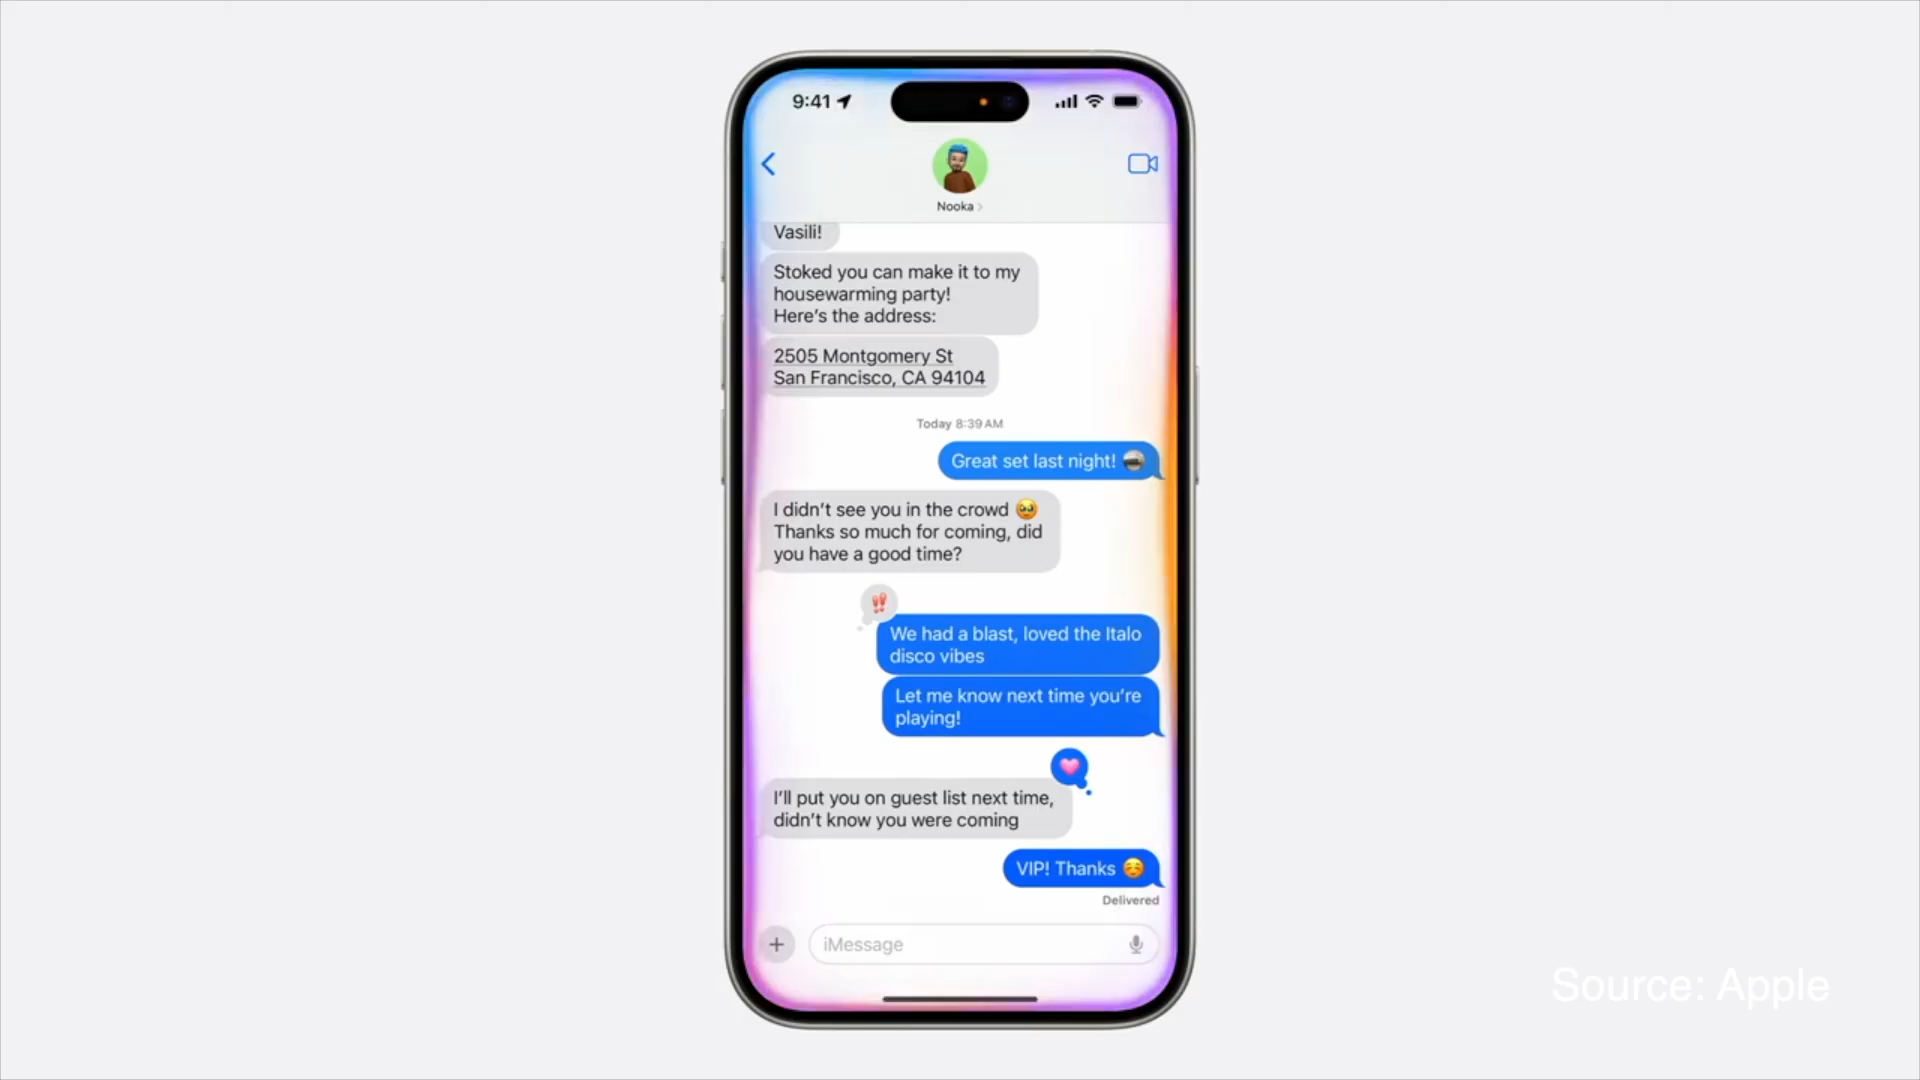 9:41
Nooka
Vasili!
Stoked you can make it to my
housewarming party!
Here’s the address:
2505 Montgomery St
San Francisco, CA 94104
Today 8:39 AM
Great set last night!
I didn’t see you in the crowd 🥹
Thanks so much for coming, did
you have a good time?
‼
We had a blast, loved the Italo
disco vibes
Let me know next time you’re
playing!
I’ll put you on guest list next time,
didn’t know you were coming
VIP! Thanks ☺️
Delivered
iMessage
Source: Apple